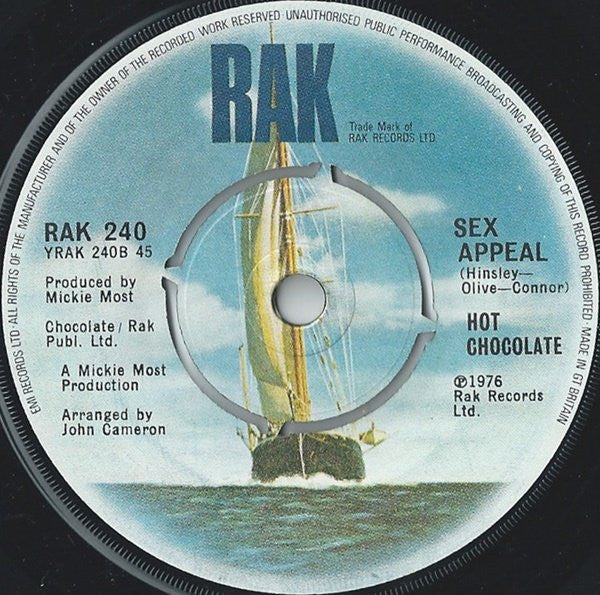 EMI RECORDS LTD · ALL RIGHTS OF THE MANUFACTURER AND OF THE OWNER OF THE RECORDED WORK RESERVED · UNAUTHORISED PUBLIC PERFORMANCE BROADCASTING AND COPYING OF THIS RECORD PROHIBITED · MADE IN GT BRITAIN
RAK
Trade Mark of
RAK RECORDS LTD
RAK 240
YRAK 240B 45
Produced by
Mickie Most
Chocolate / Rak
Publ. Ltd.
A Mickie Most
Production
Arranged by
John Cameron
SEX
APPEAL
(Hinsley—
Olive—Connor)
HOT
CHOCOLATE
℗1976
Rak Records
Ltd.